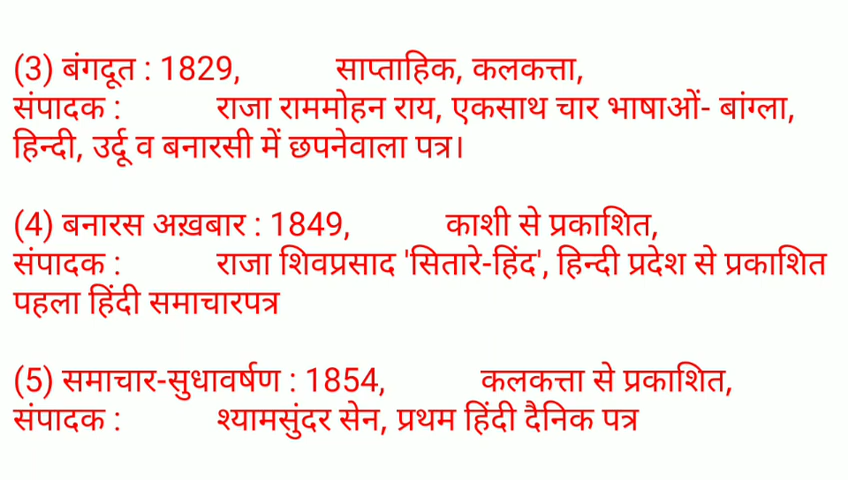 (3) बंगदूत : 1829, साप्ताहिक, कलकत्ता,
संपादक : राजा राममोहन राय, एकसाथ चार भाषाओं- बांग्ला,
हिन्दी, उर्दू व बनारसी में छपनेवाला पत्र।
(4) बनारस अख़बार : 1849, काशी से प्रकाशित,
संपादक : राजा शिवप्रसाद 'सितारे-हिंद', हिन्दी प्रदेश से प्रकाशित
पहला हिंदी समाचारपत्र
(5) समाचार-सुधावर्षण : 1854, कलकत्ता से प्रकाशित,
संपादक : श्यामसुंदर सेन, प्रथम हिंदी दैनिक पत्र